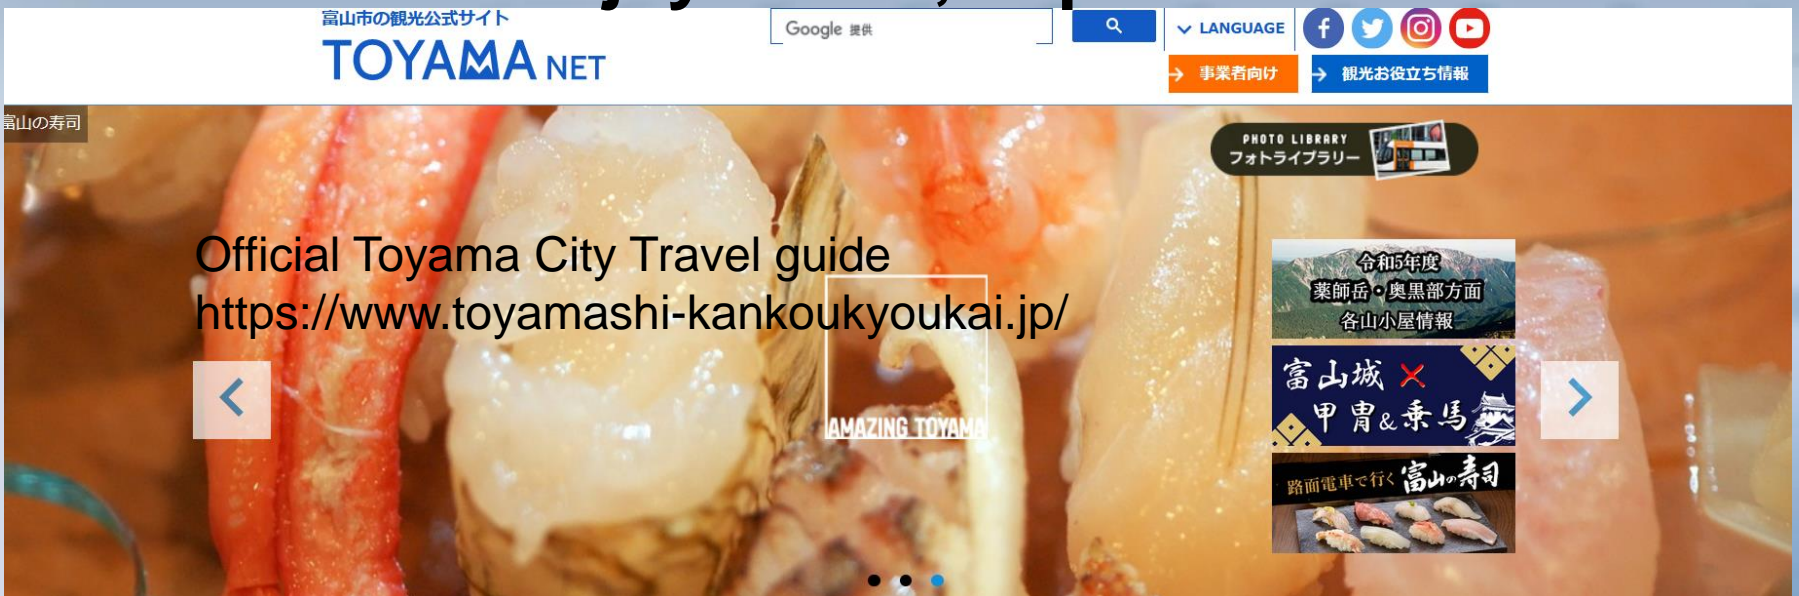 富山市の観光公式サイト
TOYAMA NET
Google 提供
LANGUAGE
事業者向け
観光お役立ち情報
富山の寿司
PHOTO LIBRARY
フォトライブラリー
Official Toyama City Travel guide
https://www.toyamashi-kankoukyoukai.jp/
令和5年度
薬師岳・奥黒部方面
各山小屋情報
富山城×
甲冑&乗馬
AMAZING TOYAMA
路面電車で行く 富山の寿司